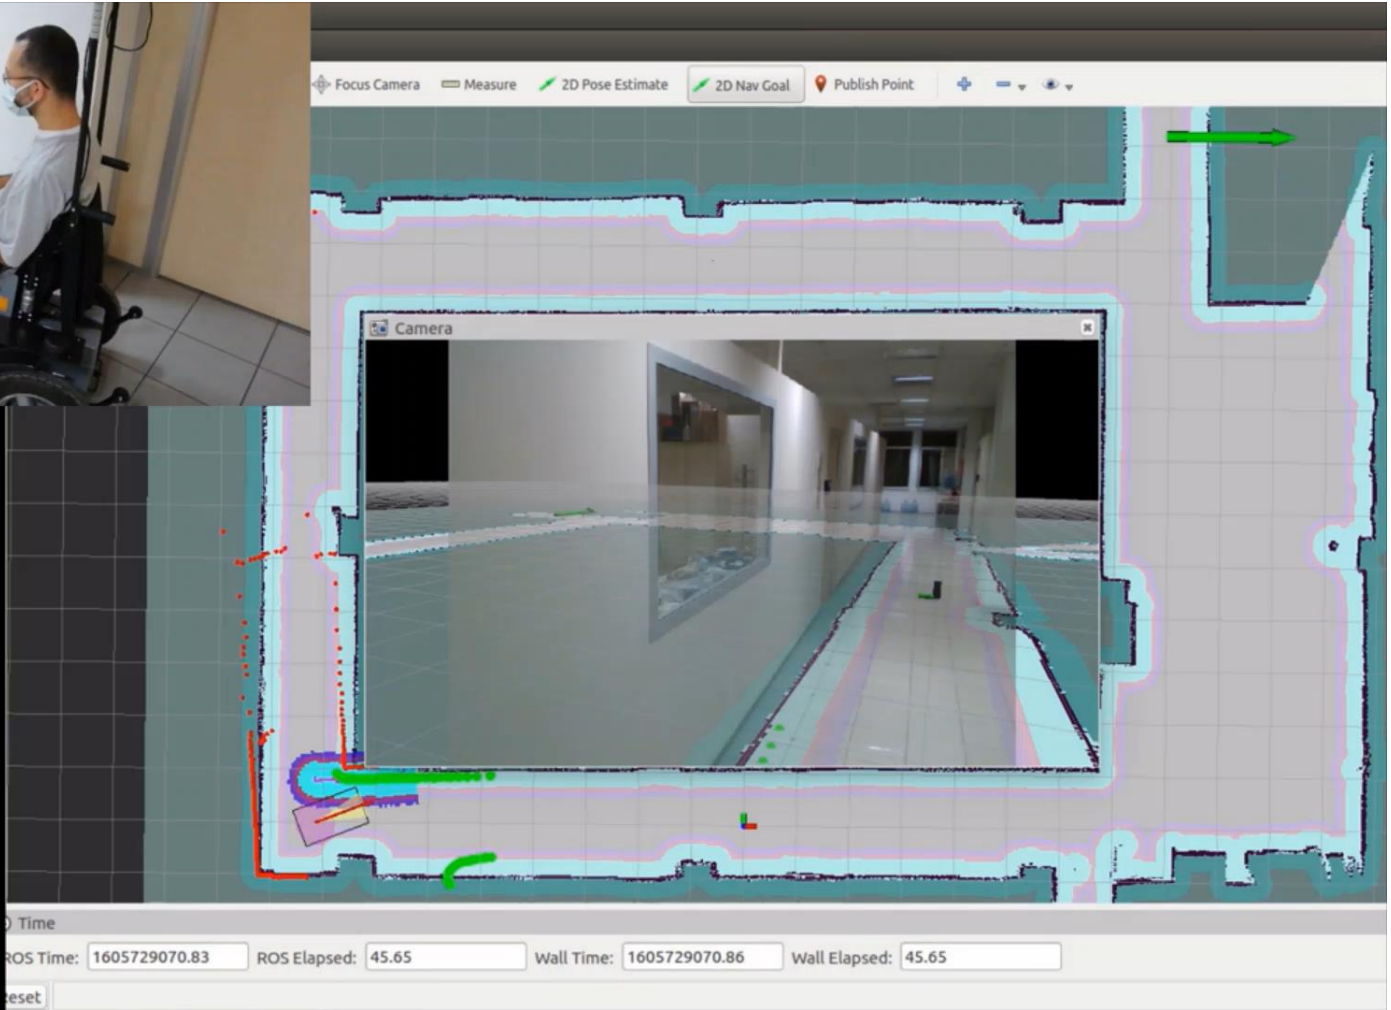 Focus Camera Measure 2D Pose Estimate 2D Nav Goal Publish Point
Camera
Time
ROS Time: 1605729070.83 ROS Elapsed: 45.65 Wall Time: 1605729070.86 Wall Elapsed: 45.65
eset